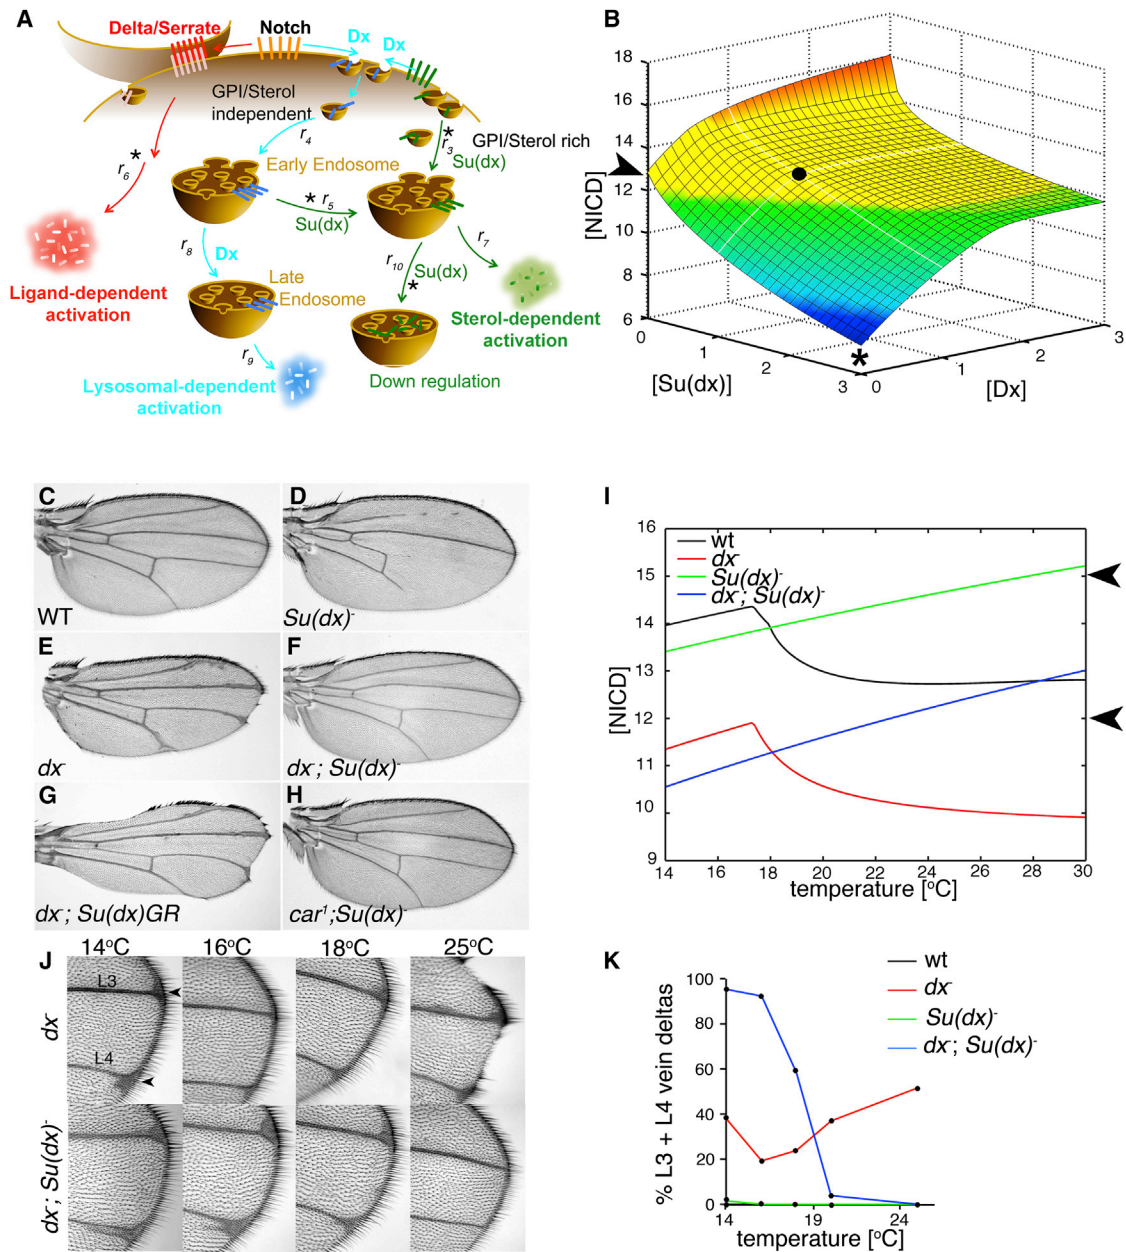 A
Delta/Serrate
Notch
Dx
Dx
GPI/Sterol
independent
r4
*
r3
GPI/Sterol rich
Su(dx)
r6 *
Early Endosome
* r5
Su(dx)
r8
Dx
r7
r10
Su(dx)
*
Late
Endosome
Ligand-dependent
activation
Sterol-dependent
activation
r9
Lysosomal-dependent
activation
Down regulation
B
18
16
14
[NICD]
12
10
8
6
0
1
2
3
[Su(dx)]
*
0
1
2
3
[Dx]
C
WT
D
Su(dx)-
E
dx-
F
dx-; Su(dx)-
G
dx-; Su(dx)GR
H
car1;Su(dx)-
I
16
15
14
13
12
11
10
9
[NICD]
wt
dx-
Su(dx)-
dx-; Su(dx)-
14 16 18 20 22 24 26 28 30
temperature [oC]
J
14oC 16oC 18oC 25oC
L3
L4
dx-
dx-; Su(dx)-
K
100
80
60
40
20
0
% L3 + L4 vein deltas
wt
dx-
Su(dx)-
dx-; Su(dx)-
14 19 24
temperature [oC]